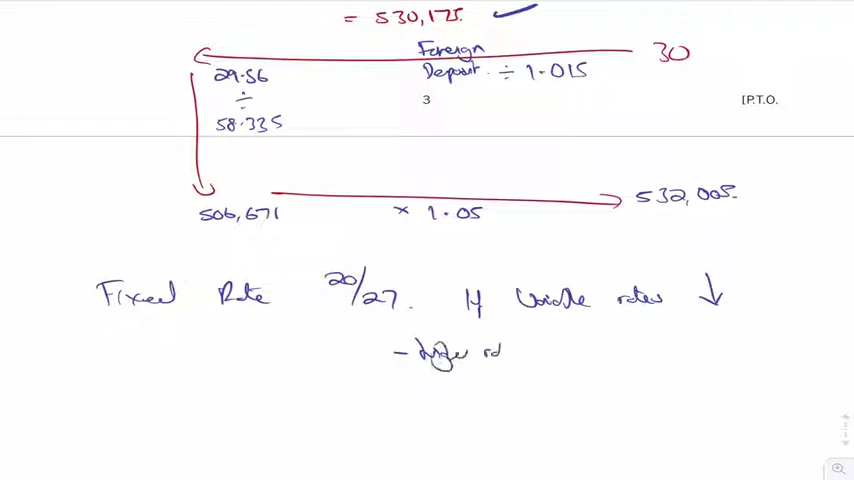 = 530,175.
Foreign
30
29.56
Deposit. ÷ 1.015
÷
3
[P.T.O.
58.335
532,005.
506,671
× 1.05
Fixed Rate 20/27. If Variable rates ↓
-